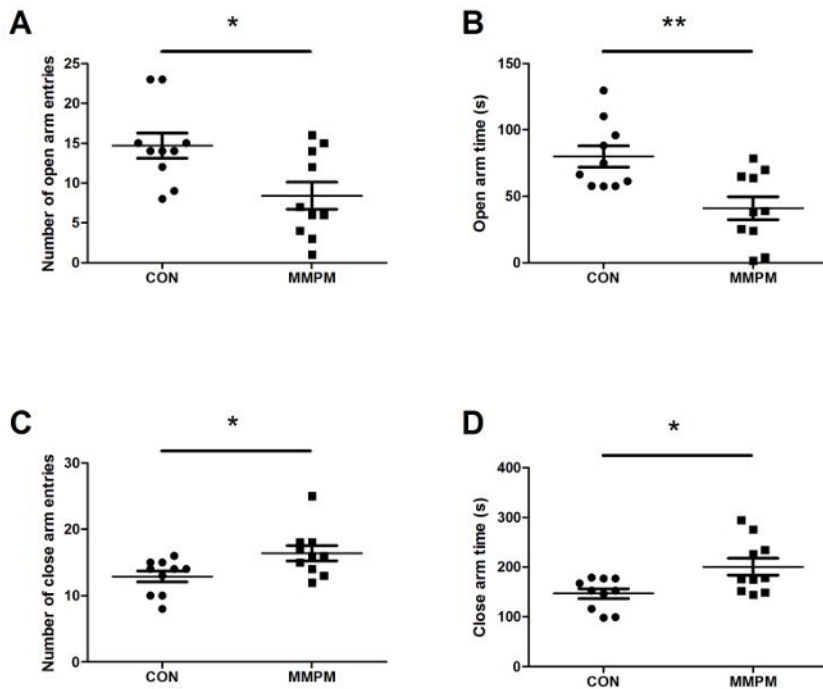 A
*
Number of open arm entries
25
20
15
10
5
0
CON MMPM
B
**
Open arm time (s)
150
100
50
0
CON MMPM
C
*
Number of close arm entries
30
20
10
0
CON MMPM
D
*
Close arm time (s)
400
300
200
100
0
CON MMPM